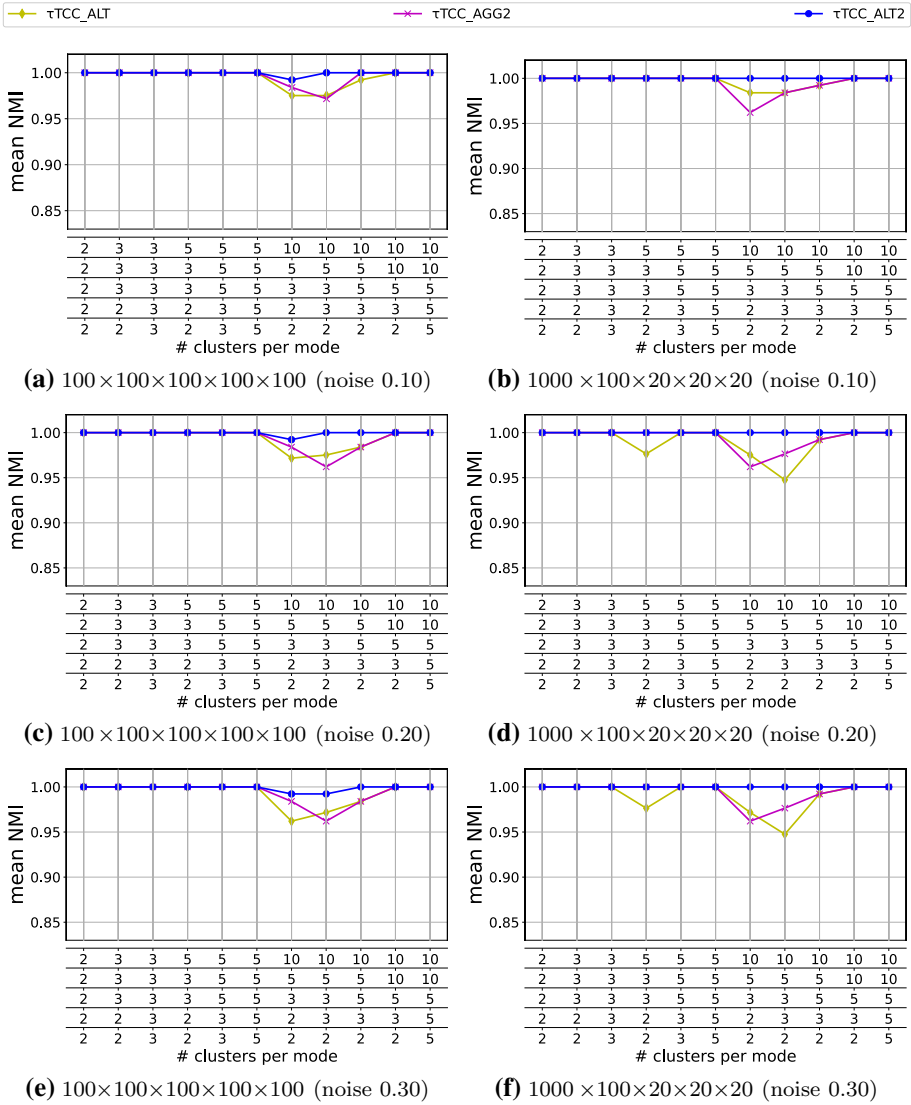 τTCC_ALT τTCC_AGG2 τTCC_ALT2
mean NMI
1.00
0.95
0.90
0.85
2 3 3 5 5 5 10 10 10 10 10
2 3 3 3 5 5 5 5 5 10 10
2 3 3 3 5 5 3 3 5 5 5
2 2 3 2 3 5 2 3 3 3 5
2 2 3 2 3 5 2 2 2 2 5
# clusters per mode
(a) 100×100×100×100×100 (noise 0.10)
mean NMI
1.00
0.95
0.90
0.85
2 3 3 5 5 5 10 10 10 10 10
2 3 3 3 5 5 5 5 5 10 10
2 3 3 3 5 5 3 3 5 5 5
2 2 3 2 3 5 2 3 3 3 5
2 2 3 2 3 5 2 2 2 2 5
# clusters per mode
(b) 1000 ×100×20×20×20 (noise 0.10)
mean NMI
1.00
0.95
0.90
0.85
2 3 3 5 5 5 10 10 10 10 10
2 3 3 3 5 5 5 5 5 10 10
2 3 3 3 5 5 3 3 5 5 5
2 2 3 2 3 5 2 3 3 3 5
2 2 3 2 3 5 2 2 2 2 5
# clusters per mode
(c) 100 ×100×100×100×100 (noise 0.20)
mean NMI
1.00
0.95
0.90
0.85
2 3 3 5 5 5 10 10 10 10 10
2 3 3 3 5 5 5 5 5 10 10
2 3 3 3 5 5 3 3 5 5 5
2 2 3 2 3 5 2 3 3 3 5
2 2 3 2 3 5 2 2 2 2 5
# clusters per mode
(d) 1000 ×100×20×20×20 (noise 0.20)
mean NMI
1.00
0.95
0.90
0.85
2 3 3 5 5 5 10 10 10 10 10
2 3 3 3 5 5 5 5 5 10 10
2 3 3 3 5 5 3 3 5 5 5
2 2 3 2 3 5 2 3 3 3 5
2 2 3 2 3 5 2 2 2 2 5
# clusters per mode
(e) 100×100×100×100×100 (noise 0.30)
mean NMI
1.00
0.95
0.90
0.85
2 3 3 5 5 5 10 10 10 10 10
2 3 3 3 5 5 5 5 5 10 10
2 3 3 3 5 5 3 3 5 5 5
2 2 3 2 3 5 2 3 3 3 5
2 2 3 2 3 5 2 2 2 2 5
# clusters per mode
(f) 1000 ×100×20×20×20 (noise 0.30)